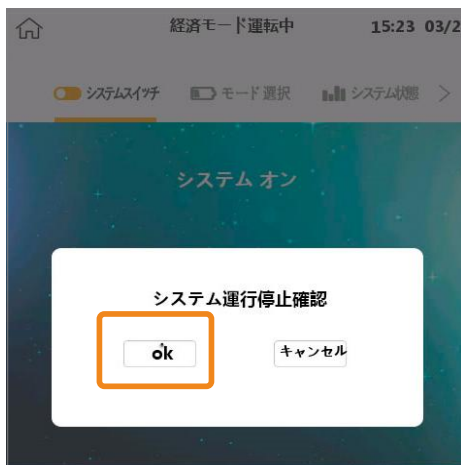 経済モード運転中 15:23 03/2
システムスイッチ モード選択 システム状態 >
システム オン
システム運行停止確認
ok キャンセル